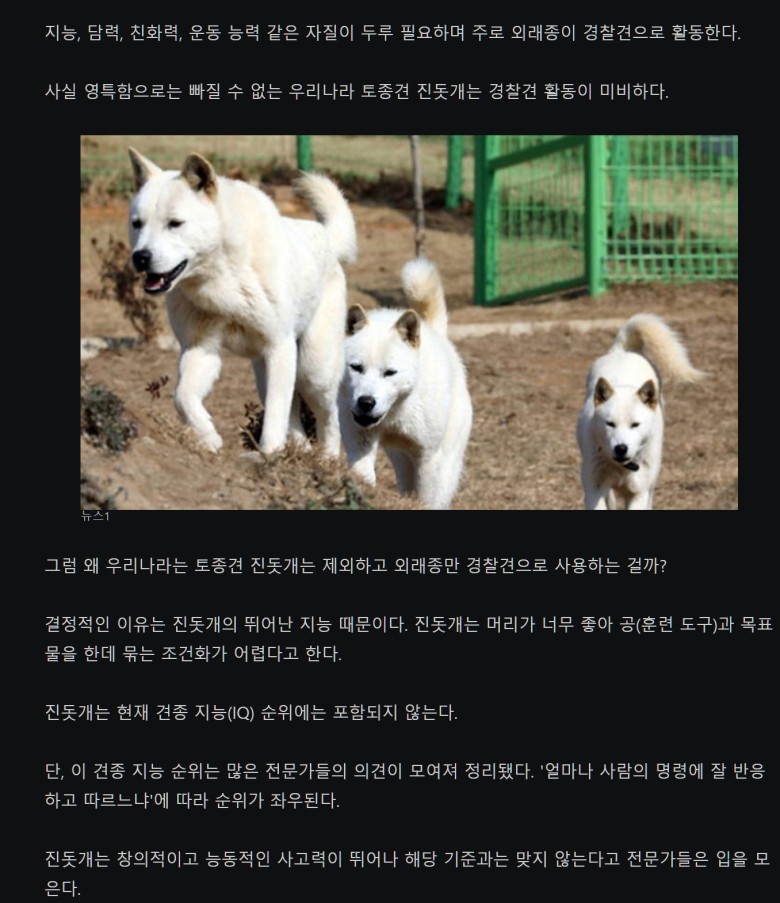 지능, 담력, 친화력, 운동 능력 같은 자질이 두루 필요하며 주로 외래종이 경찰견으로 활동한다.
사실 영특함으로는 빠질 수 없는 우리나라 토종견 진돗개는 경찰견 활동이 미비하다.
뉴스1
그럼 왜 우리나라는 토종견 진돗개는 제외하고 외래종만 경찰견으로 사용하는 걸까?
결정적인 이유는 진돗개의 뛰어난 지능 때문이다. 진돗개는 머리가 너무 좋아 공(훈련 도구)과 목표
물을 한데 묶는 조건화가 어렵다고 한다.
진돗개는 현재 견종 지능(IQ) 순위에는 포함되지 않는다.
단, 이 견종 지능 순위는 많은 전문가들의 의견이 모여져 정리됐다. '얼마나 사람의 명령에 잘 반응
하고 따르느냐'에 따라 순위가 좌우된다.
진돗개는 창의적이고 능동적인 사고력이 뛰어나 해당 기준과는 맞지 않는다고 전문가들은 입을 모
은다.